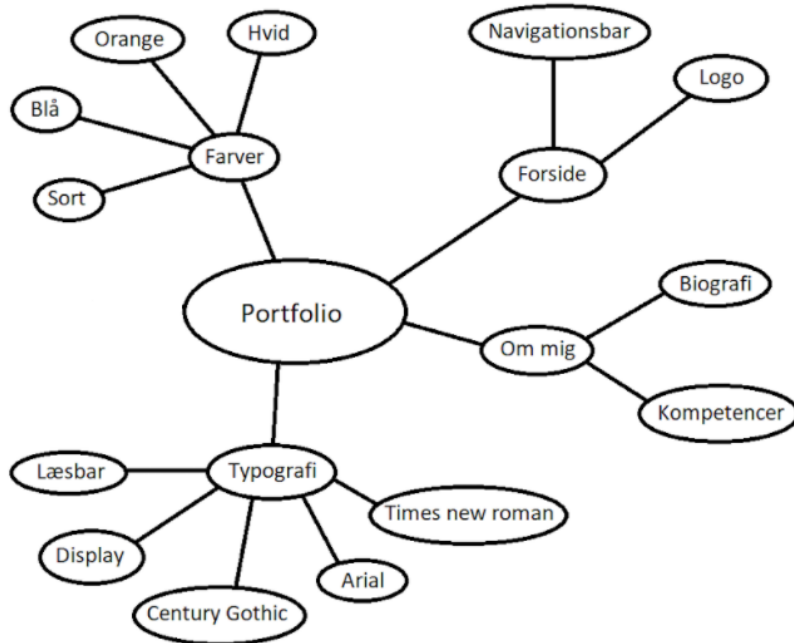 Orange
Hvid
Navigationsbar
Logo
Blå
Farver
Forside
Sort
Portfolio
Biografi
Om mig
Kompetencer
Læsbar
Typografi
Times new roman
Display
Arial
Century Gothic